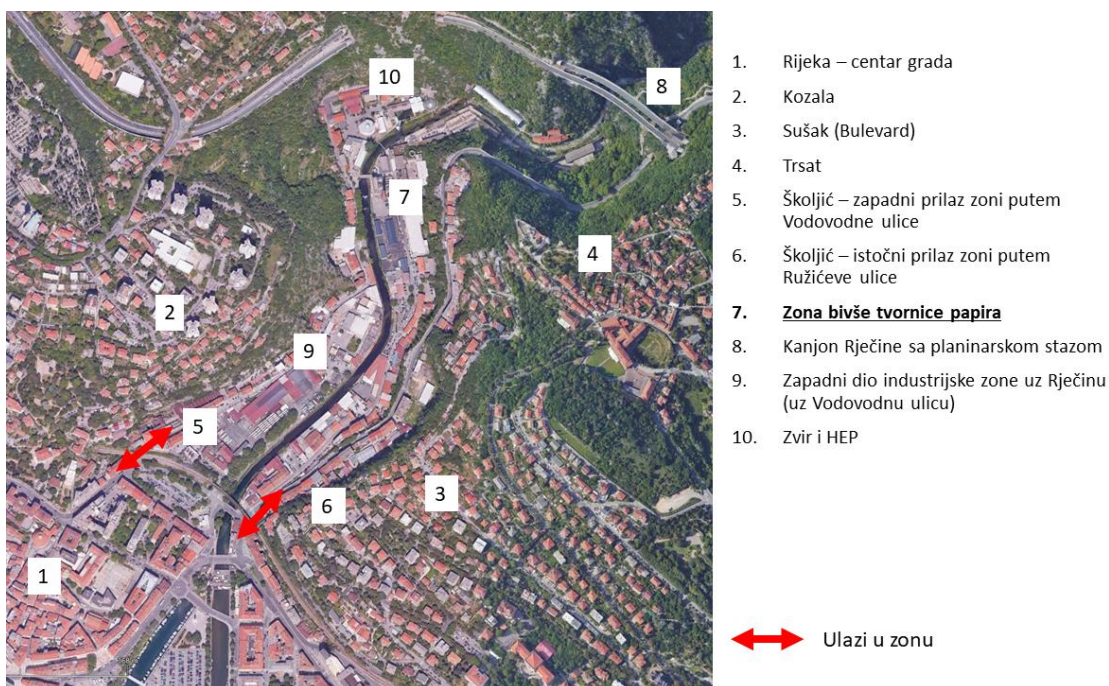 10
8
7
4
2
9
5
3
6
1
1. Rijeka – centar grada
2. Kozala
3. Sušak (Bulevard)
4. Trsat
5. Školjić – zapadni prilaz zoni putem
Vodovodne ulice
6. Školjić – istočni prilaz zoni putem
Ružićeve ulice
7. Zona bivše tvornice papira
8. Kanjon Rječine sa planinarskom stazom
9. Zapadni dio industrijske zone uz Rječinu
(uz Vodovodnu ulicu)
10. Zvir i HEP
Ulazi u zonu